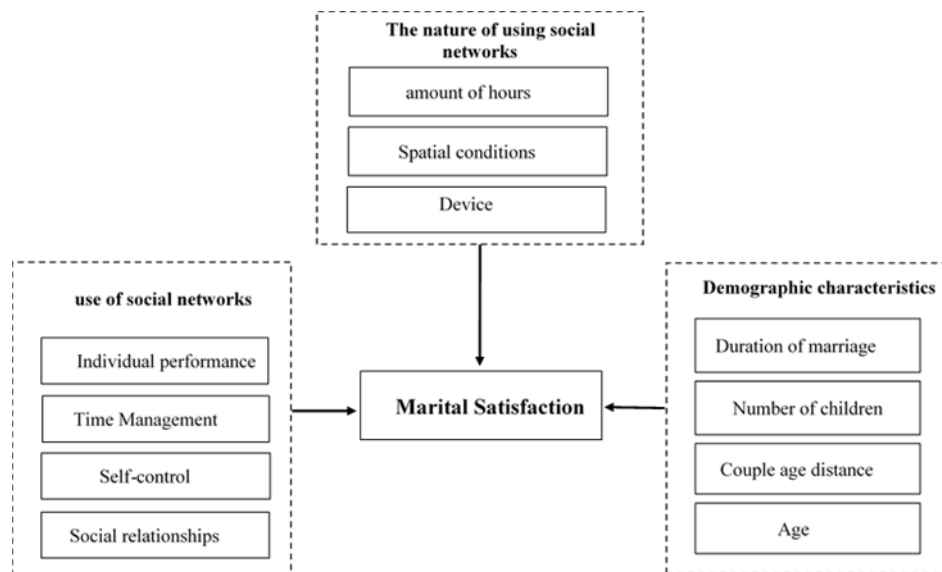 The nature of using social
networks
amount of hours
Spatial conditions
Device
use of social networks
Individual performance
Time Management
Self-control
Social relationships
Marital Satisfaction
Demographic characteristics
Duration of marriage
Number of children
Couple age distance
Age